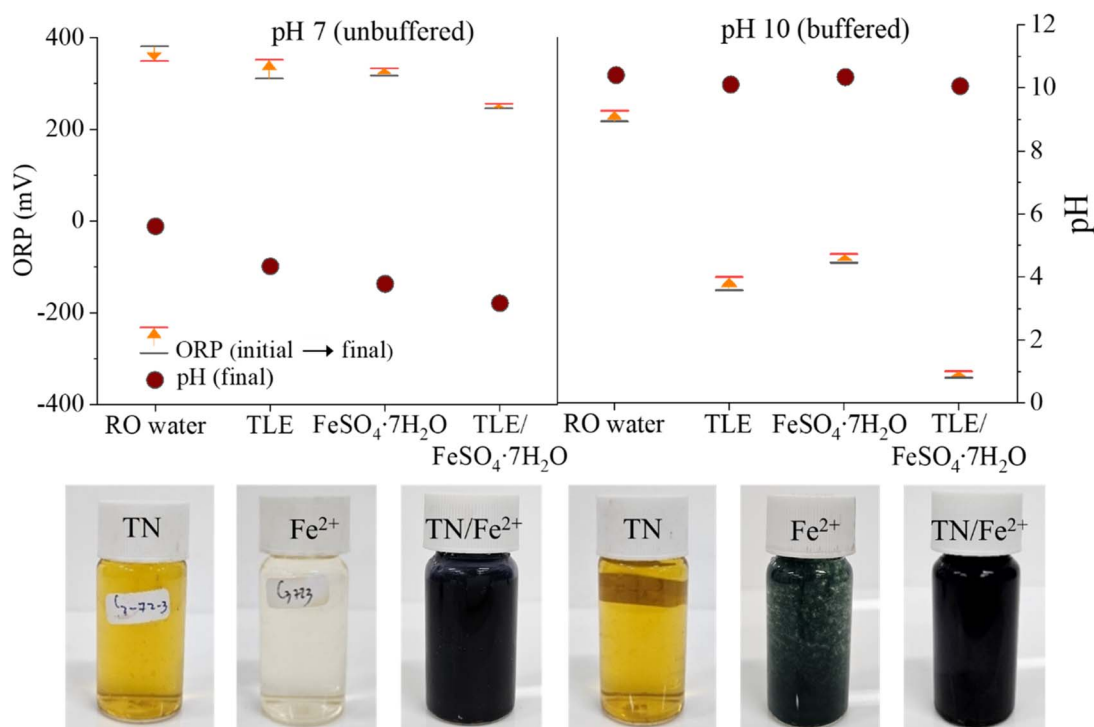 pH 7 (unbuffered)
pH 10 (buffered)
400
200
0
-200
-400
ORP (mV)
12
10
8
6
4
2
0
pH
ORP (initial → final)
pH (final)
RO water
TLE
FeSO₄·7H₂O
TLE/
FeSO₄·7H₂O
RO water
TLE
FeSO₄·7H₂O
TLE/
FeSO₄·7H₂O
TN
Fe²⁺
TN/Fe²⁺
TN
Fe²⁺
TN/Fe²⁺